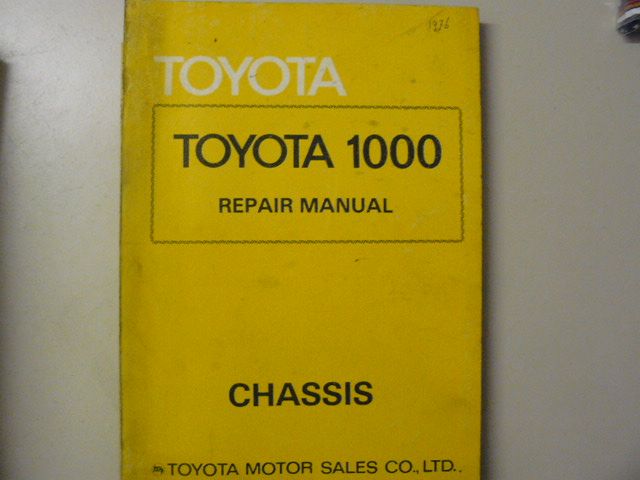 1976
TOYOTA
TOYOTA 1000
REPAIR MANUAL
CHASSIS
TOYOTA MOTOR SALES CO., LTD.